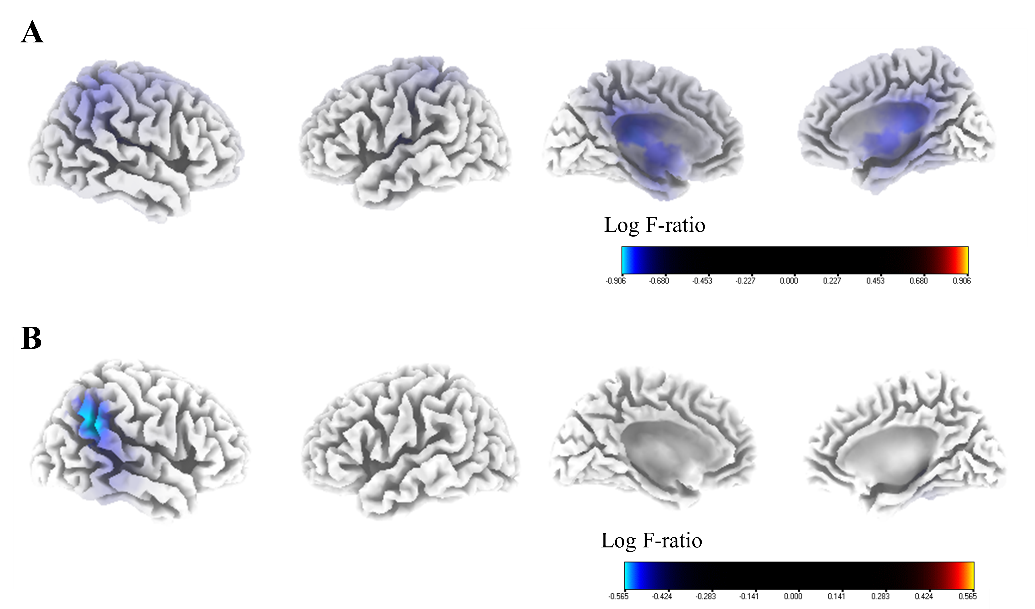 A
Log F-ratio
-0.906 -0.680 -0.453 -0.227 0.000 0.227 0.453 0.680 0.906
B
Log F-ratio
-0.565 -0.424 -0.283 -0.141 0.000 0.141 0.283 0.424 0.565